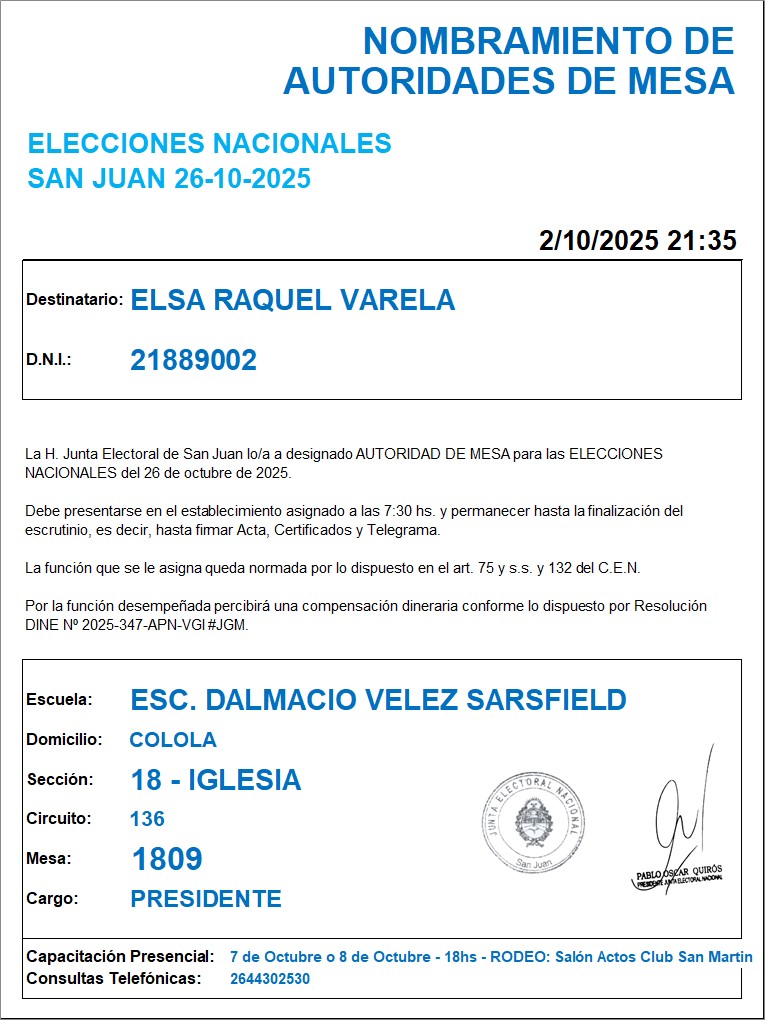 NOMBRAMIENTO DE
AUTORIDADES DE MESA
ELECCIONES NACIONALES
SAN JUAN 26-10-2025
2/10/2025 21:35
Destinatario: ELSA RAQUEL VARELA
D.N.I.: 21889002
La H. Junta Electoral de San Juan lo/a a designado AUTORIDAD DE MESA para las ELECCIONES
NACIONALES del 26 de octubre de 2025.
Debe presentarse en el establecimiento asignado a las 7:30 hs. y permanecer hasta la finalización del
escrutinio, es decir, hasta firmar Acta, Certificados y Telegrama.
La función que se le asigna queda normada por lo dispuesto en el art. 75 y s.s. y 132 del C.E.N.
Por la función desempeñada percibirá una compensación dineraria conforme lo dispuesto por Resolución
DINE Nº 2025-347-APN-VGI#JGM.
Escuela: ESC. DALMACIO VELEZ SARSFIELD
Domicilio: COLOLA
Sección: 18 - IGLESIA
Circuito: 136
Mesa: 1809
Cargo: PRESIDENTE
JUNTA ELECTORAL NACIONAL
San Juan
PABLO OSCAR QUIRÓS
PRESIDENTE JUNTA ELECTORAL NACIONAL
Capacitación Presencial: 7 de Octubre o 8 de Octubre - 18hs - RODEO: Salón Actos Club San Martin
Consultas Telefónicas: 2644302530